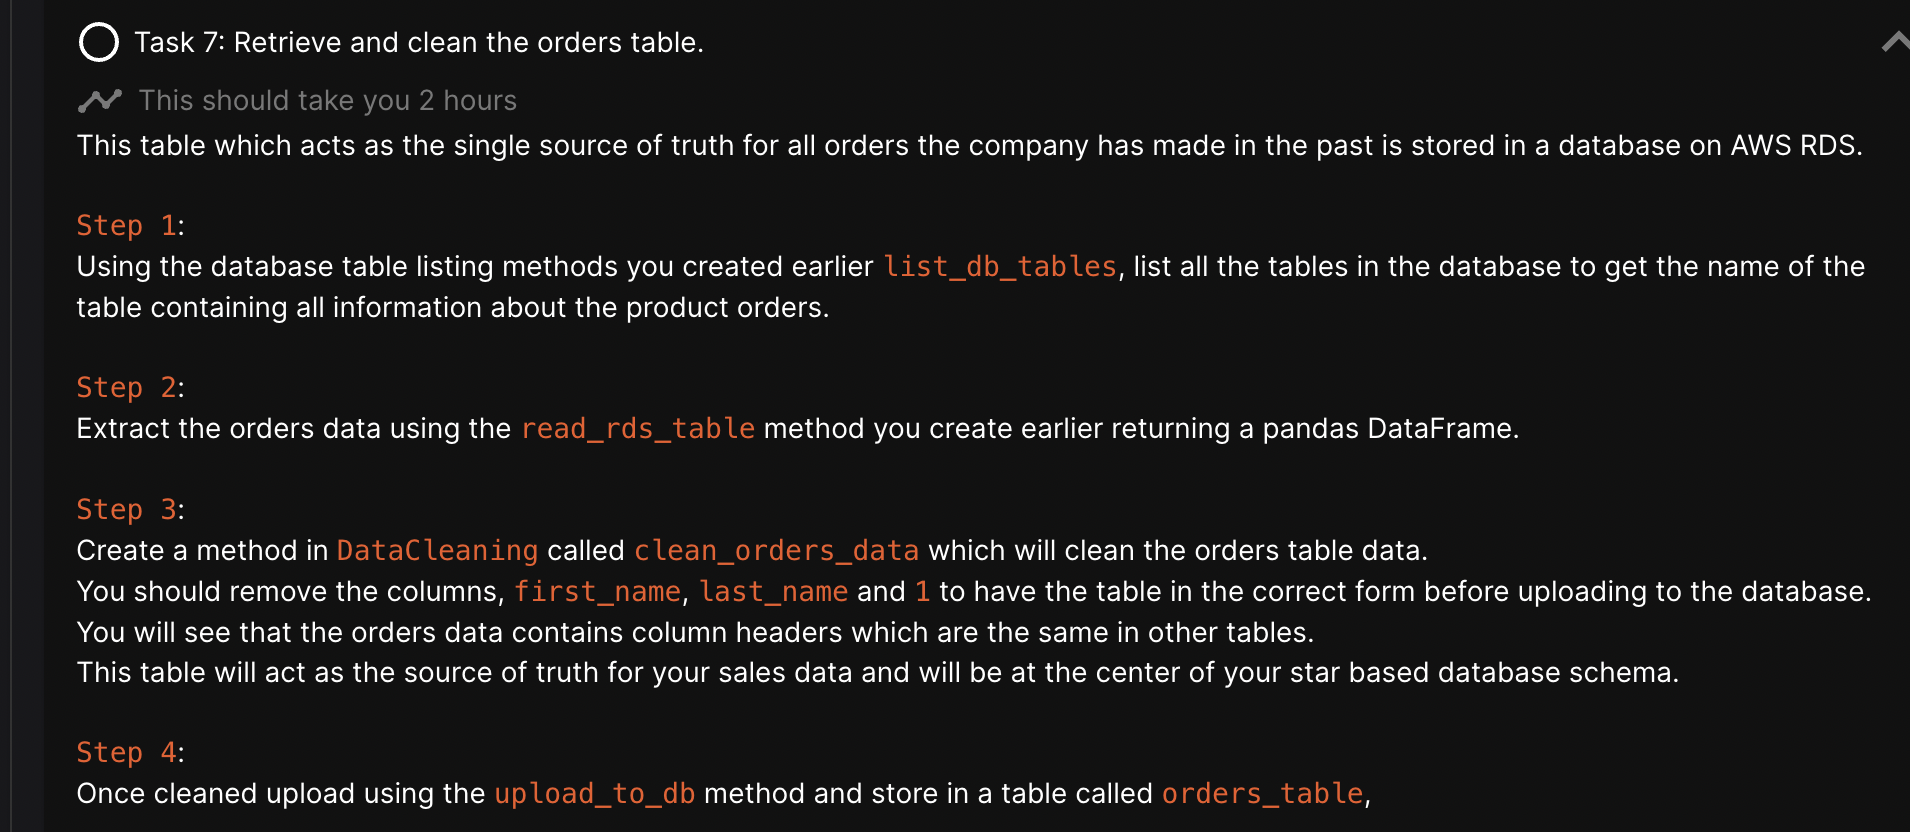 Task 7: Retrieve and clean the orders table.
This should take you 2 hours
This table which acts as the single source of truth for all orders the company has made in the past is stored in a database on AWS RDS.
Step 1:
Using the database table listing methods you created earlier list_db_tables, list all the tables in the database to get the name of the
table containing all information about the product orders.
Step 2:
Extract the orders data using the read_rds_table method you create earlier returning a pandas DataFrame.
Step 3:
Create a method in DataCleaning called clean_orders_data which will clean the orders table data.
You should remove the columns, first_name, last_name and 1 to have the table in the correct form before uploading to the database.
You will see that the orders data contains column headers which are the same in other tables.
This table will act as the source of truth for your sales data and will be at the center of your star based database schema.
Step 4:
Once cleaned upload using the upload_to_db method and store in a table called orders_table,